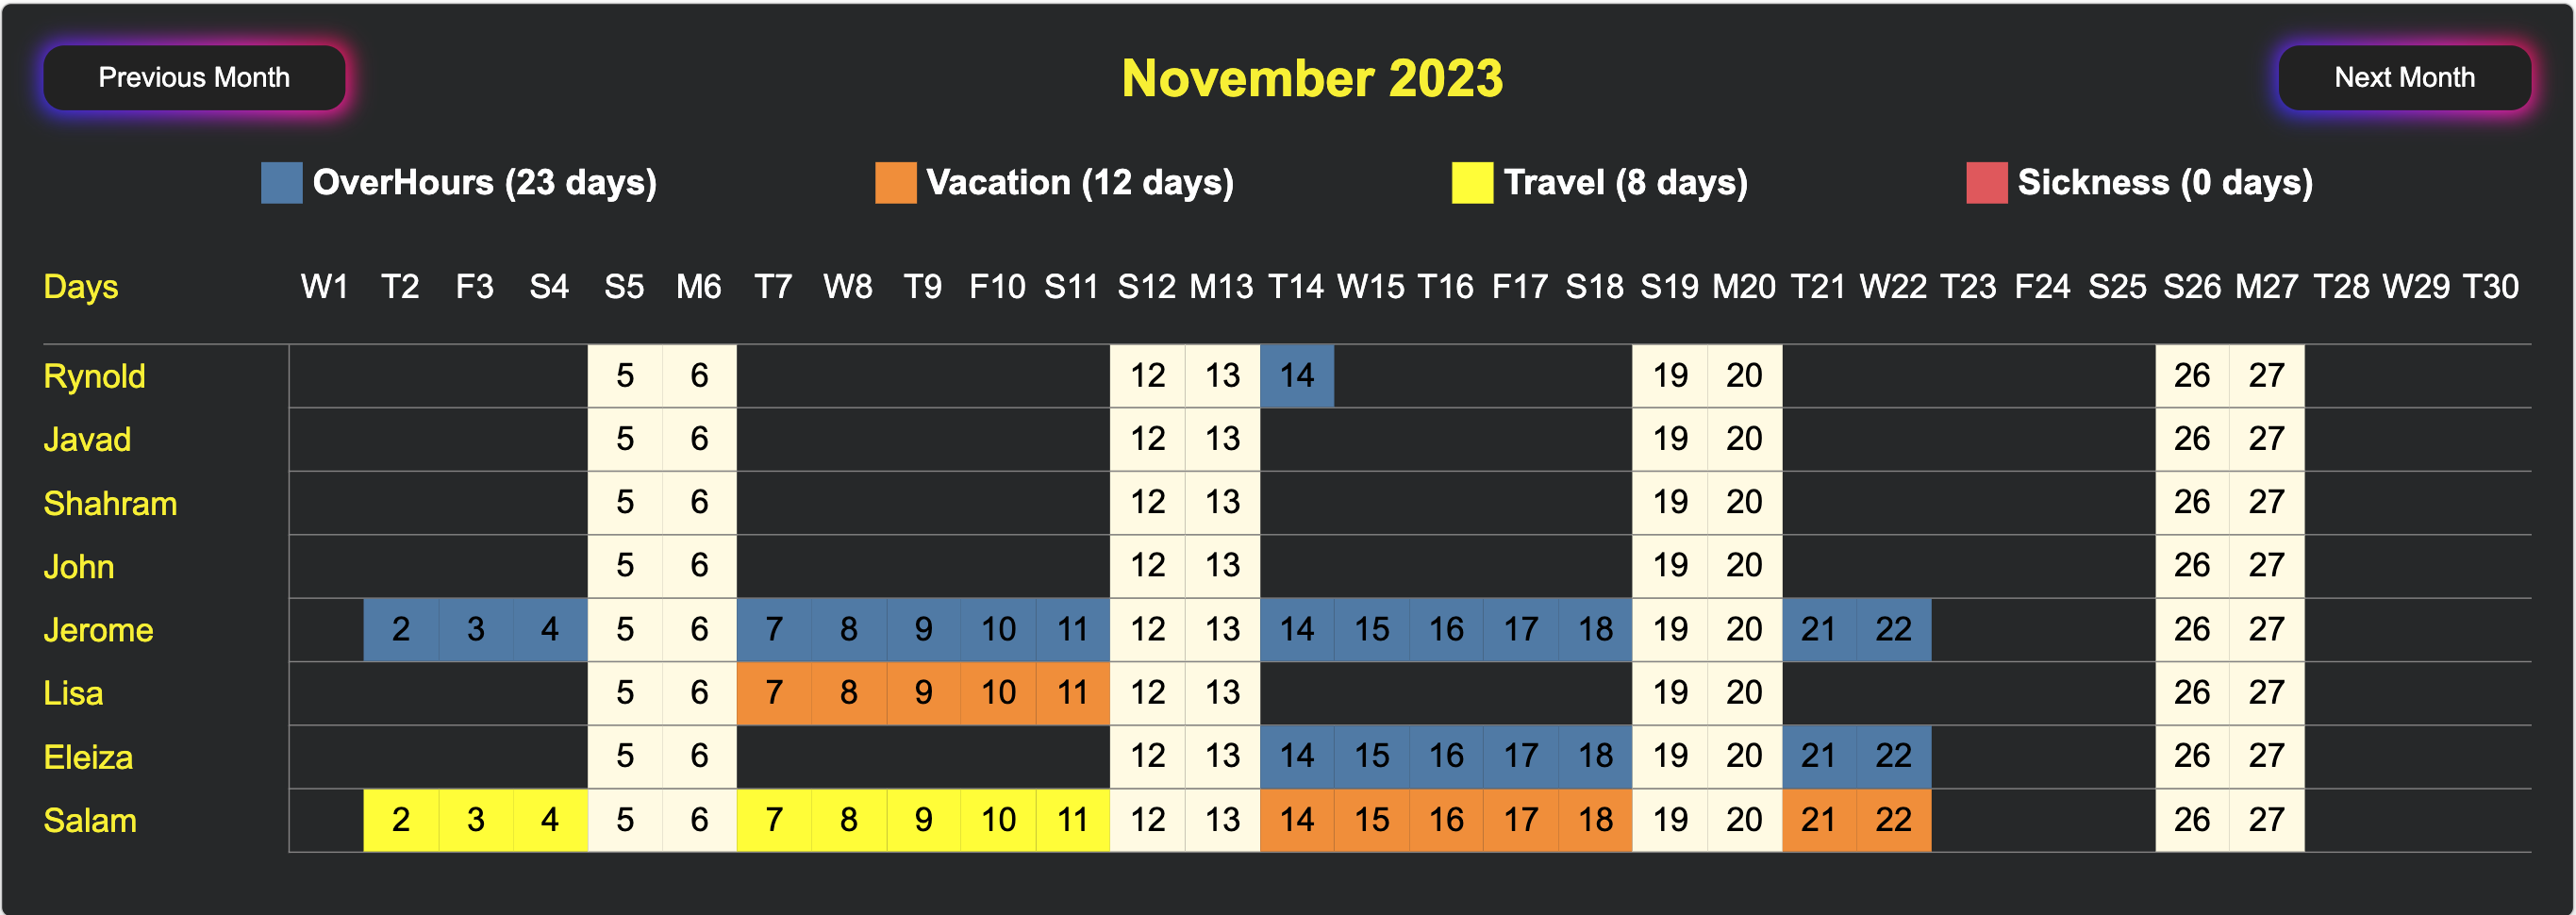 Previous Month November 2023 Next Month
OverHours (23 days) Vacation (12 days) Travel (8 days) Sickness (0 days)
Days W1 T2 F3 S4 S5 M6 T7 W8 T9 F10 S11 S12 M13 T14 W15 T16 F17 S18 S19 M20 T21 W22 T23 F24 S25 S26 M27 T28 W29 T30
Rynold 5 6 12 13 14 19 20 26 27
Javad 5 6 12 13 19 20 26 27
Shahram 5 6 12 13 19 20 26 27
John 5 6 12 13 19 20 26 27
Jerome 2 3 4 5 6 7 8 9 10 11 12 13 14 15 16 17 18 19 20 21 22 26 27
Lisa 5 6 7 8 9 10 11 12 13 19 20 26 27
Eleiza 5 6 12 13 14 15 16 17 18 19 20 21 22 26 27
Salam 2 3 4 5 6 7 8 9 10 11 12 13 14 15 16 17 18 19 20 21 22 26 27